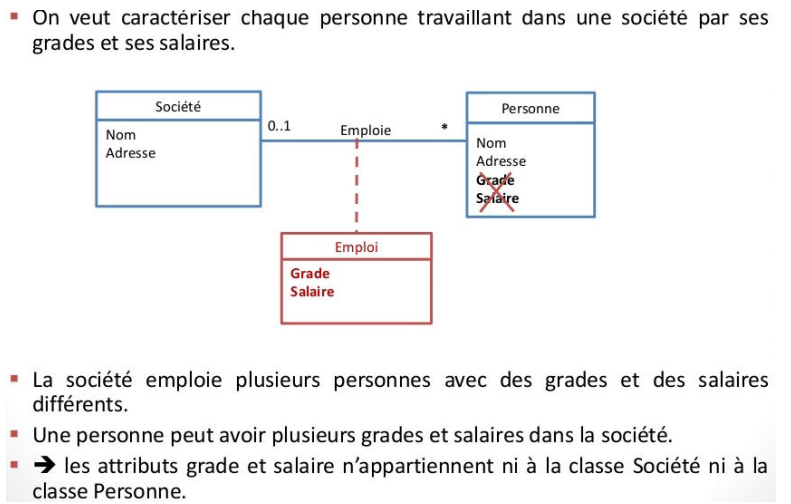 On veut caractériser chaque personne travaillant dans une société par ses
grades et ses salaires.
Société
Nom
Adresse
0..1
Emploie
*
Personne
Nom
Adresse
Grade
Salaire
Emploi
Grade
Salaire
La société emploie plusieurs personnes avec des grades et des salaires
différents.
Une personne peut avoir plusieurs grades et salaires dans la société.
➔ les attributs grade et salaire n’appartiennent ni à la classe Société ni à la
classe Personne.